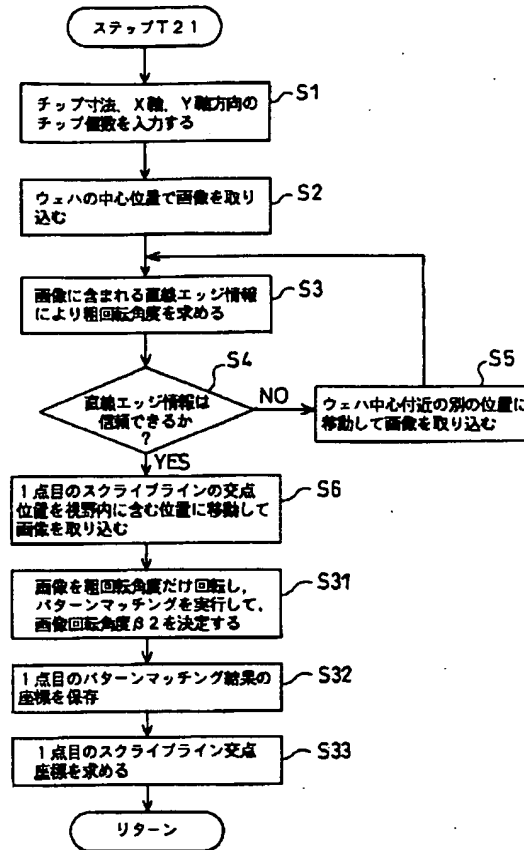 ステップT21
S1
チップ寸法、X軸、Y軸方向の
チップ個数を入力する
S2
ウェハの中心位置で画像を取り
込む
S3
画像に含まれる直線エッジ情報
により粗回転角度を求める
S4
直線エッジ情報は
信頼できるか
?
NO
YES
S5
ウェハ中心付近の別の位置に
移動して画像を取り込む
S6
1点目のスクライブラインの交点
位置を視野内に含む位置に移動して
画像を取り込む
S31
画像を粗回転角度だけ回転し、
パターンマッチングを実行して、
画像回転角度β2を決定する
S32
1点目のパターンマッチング結果の
座標を保存
S33
1点目のスクライブライン交点
座標を求める
リターン